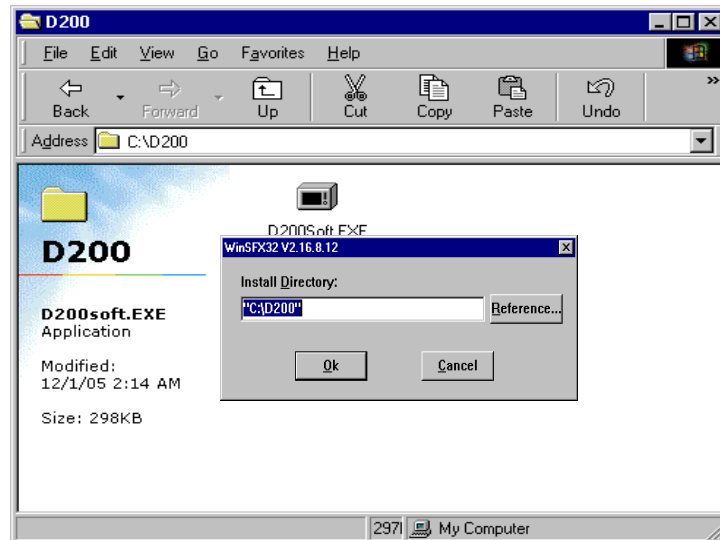 D200
File Edit View Go Favorites Help
Back Forward Up Cut Copy Paste Undo »
Address C:\D200
D200
D200Soft.EXE
WinSFX32 V2.16.8.12
Install Directory:
"C:\D200"
Reference...
Ok Cancel
D200soft.EXE
Application
Modified:
12/1/05 2:14 AM
Size: 298KB
297 My Computer